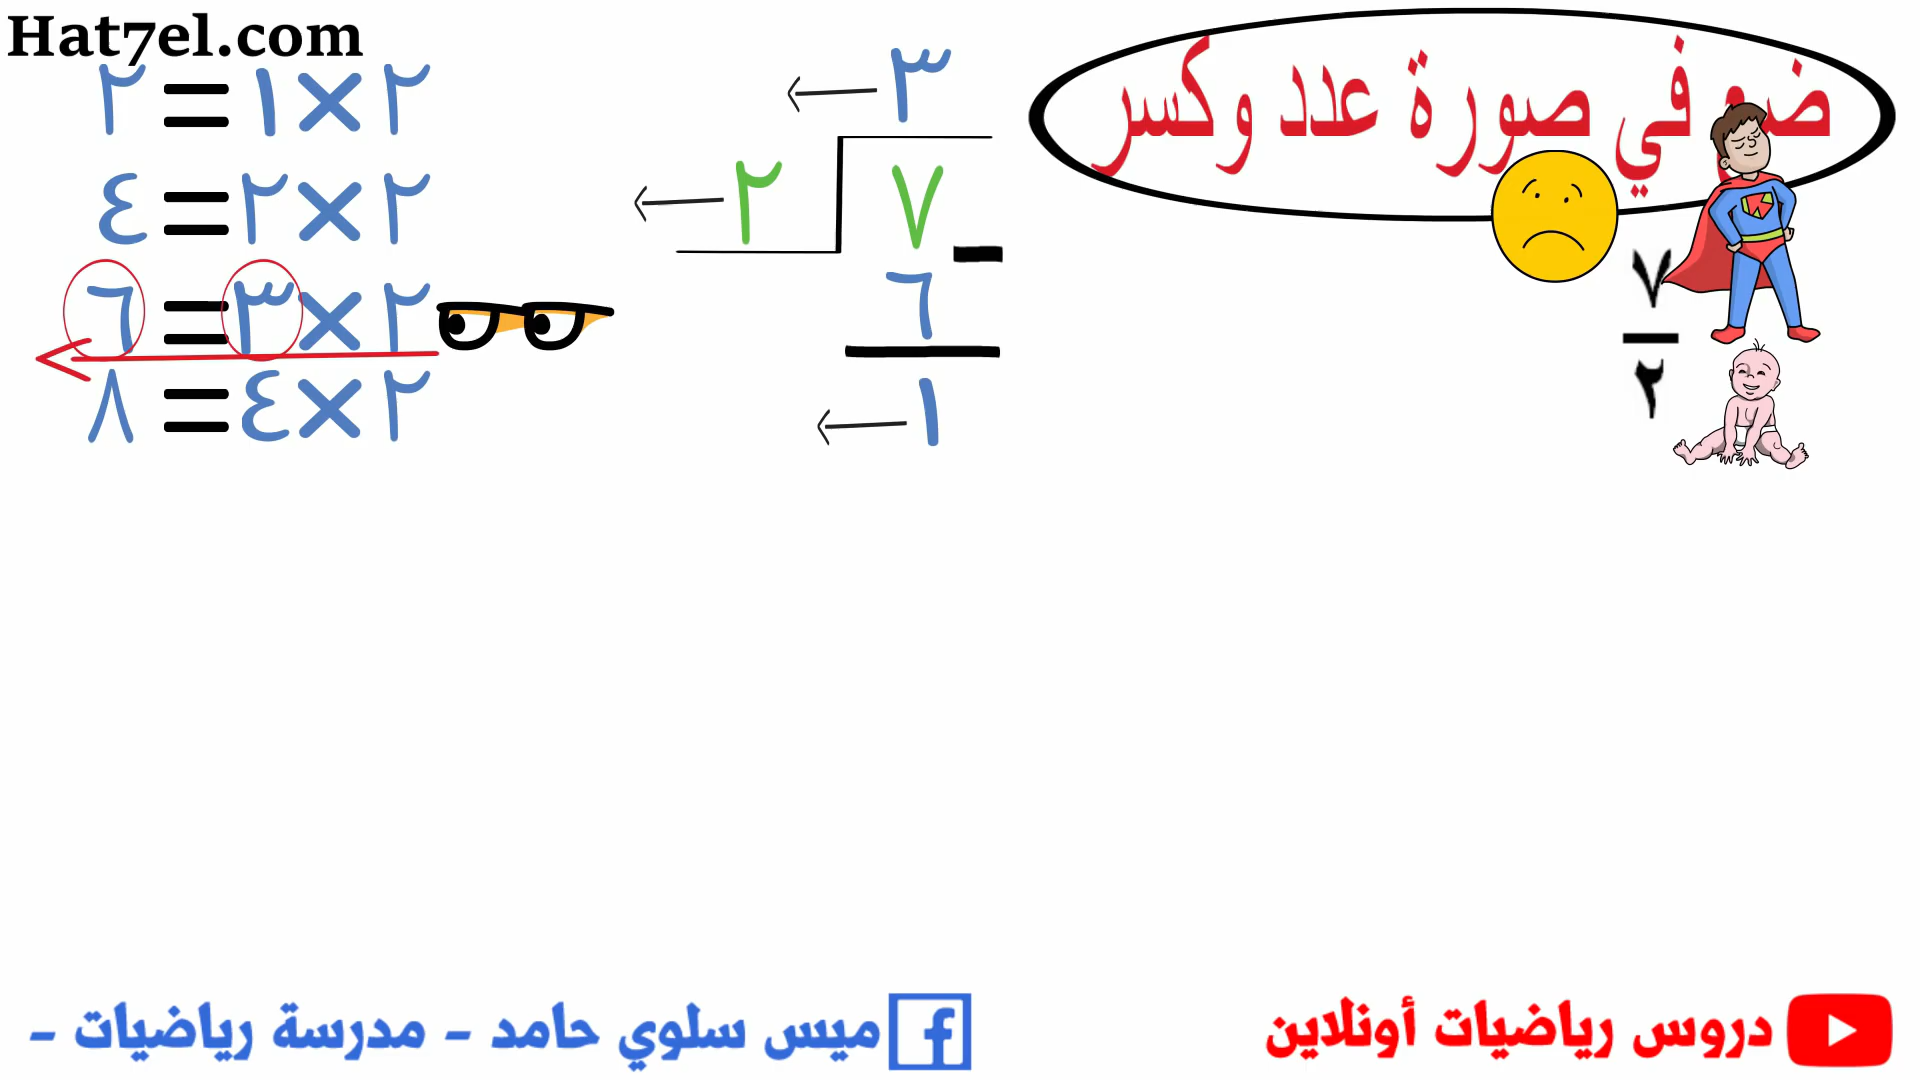 Hat7el.com
ضع في صورة عدد وكسر
٧
٢
٣
٢
٧
٦
١
٢ × ١ = ٢
٢ × ٢ = ٤
٢ × ٣ = ٦
٢ × ٤ = ٨
دروس رياضيات أونلاين
ميس سلوي حامد - مدرسة رياضيات -